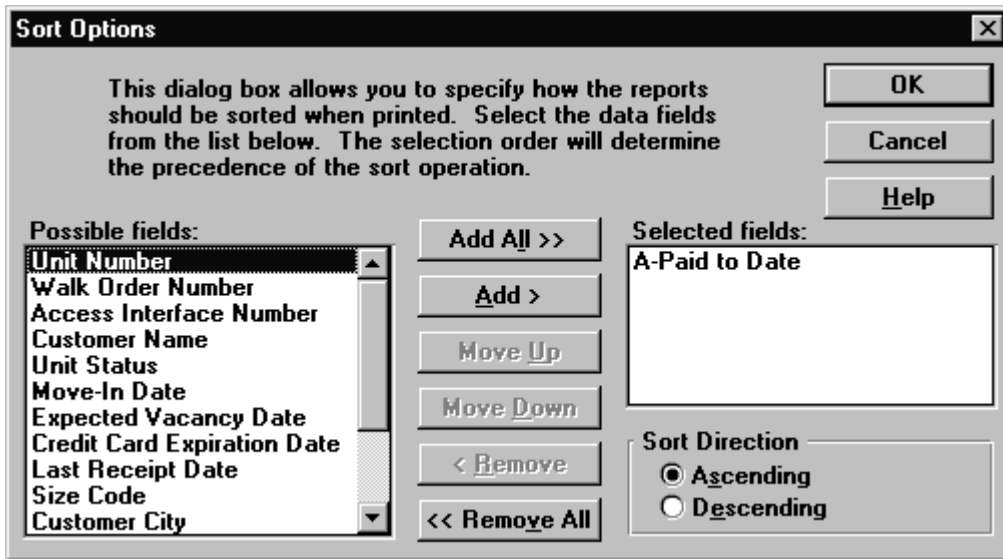 Sort Options
This dialog box allows you to specify how the reports
should be sorted when printed.  Select the data fields
from the list below.  The selection order will determine
the precedence of the sort operation.
OK
Cancel
Help
Possible fields:
Unit Number
Walk Order Number
Access Interface Number
Customer Name
Unit Status
Move-In Date
Expected Vacancy Date
Credit Card Expiration Date
Last Receipt Date
Size Code
Customer City
Add All >>
Add >
Move Up
Move Down
< Remove
<< Remove All
Selected fields:
A-Paid to Date
Sort Direction
Ascending
Descending